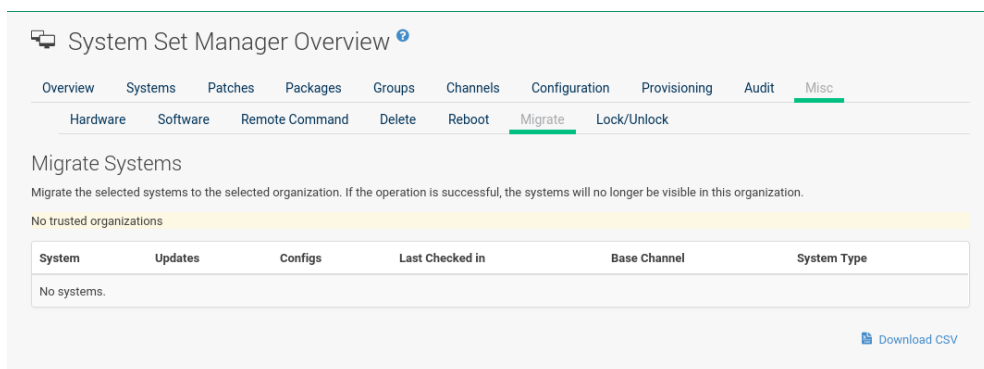 System Set Manager Overview ?
Overview Systems Patches Packages Groups Channels Configuration Provisioning Audit Misc
Hardware Software Remote Command Delete Reboot Migrate Lock/Unlock
Migrate Systems
Migrate the selected systems to the selected organization. If the operation is successful, the systems will no longer be visible in this organization.
No trusted organizations
System Updates Configs Last Checked in Base Channel System Type
No systems.
Download CSV